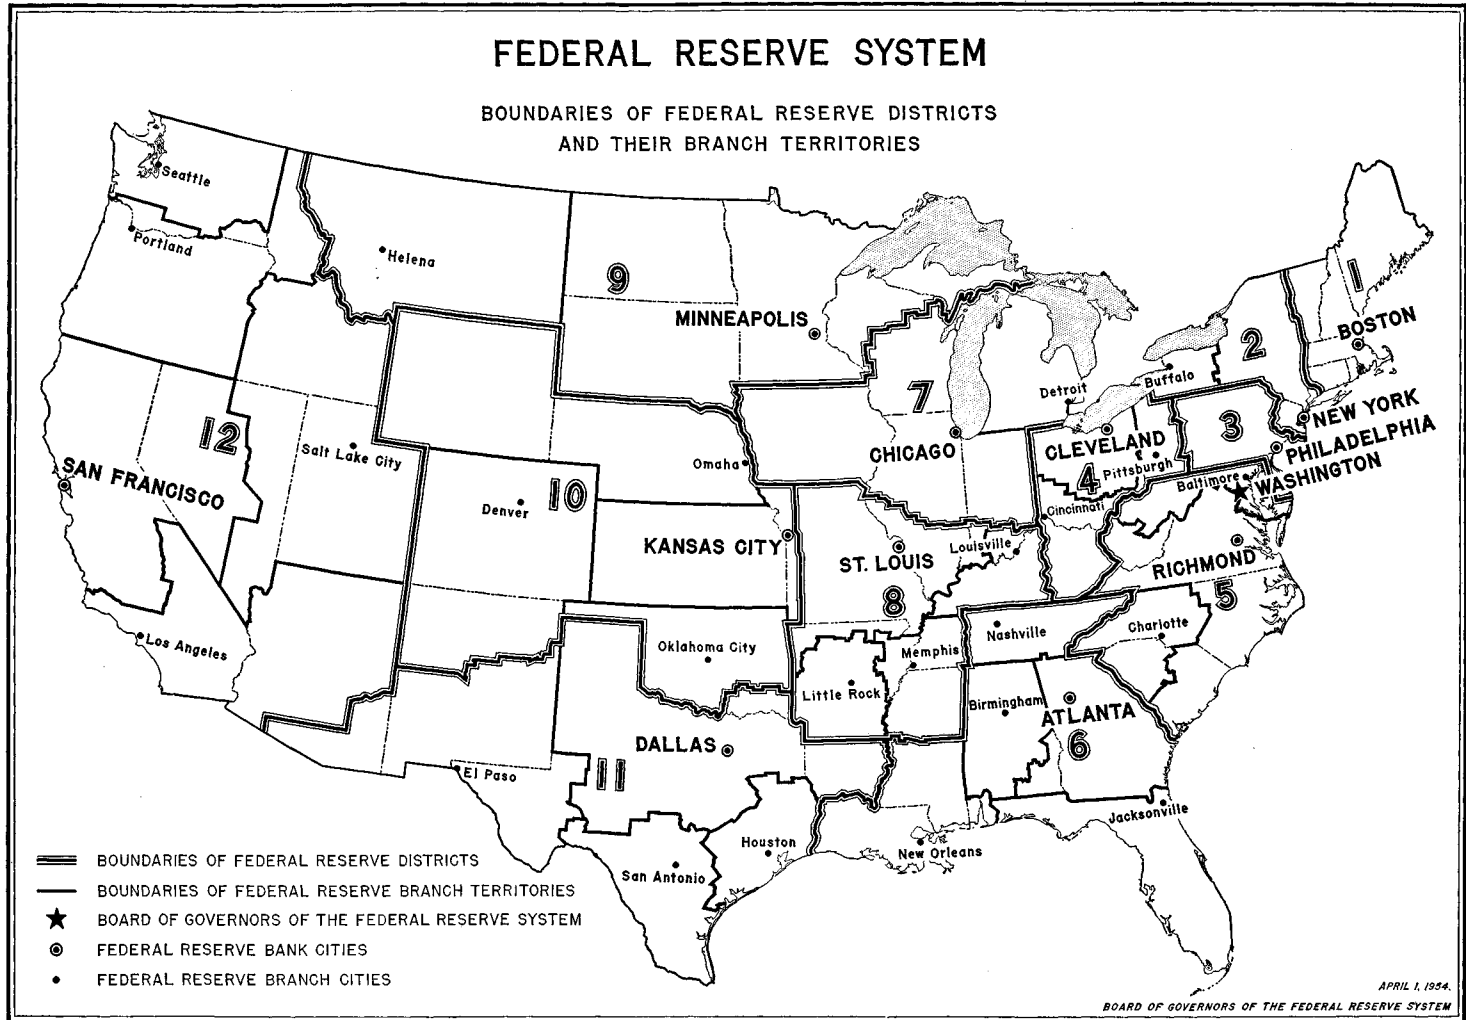 FEDERAL RESERVE SYSTEM
BOUNDARIES OF FEDERAL RESERVE DISTRICTS
AND THEIR BRANCH TERRITORIES
Seattle
Portland
Helena
9
MINNEAPOLIS
1
BOSTON
2
Buffalo
Detroit
7
NEW YORK
3
PHILADELPHIA
WASHINGTON
CLEVELAND
4
Pittsburgh
Baltimore
CHICAGO
12
Salt Lake City
SAN FRANCISCO
Omaha
10
Denver
Cincinnati
KANSAS CITY
ST. LOUIS
Louisville
RICHMOND
5
8
Los Angeles
Oklahoma City
Nashville
Charlotte
Memphis
Little Rock
Birmingham
ATLANTA
6
DALLAS
11
El Paso
Jacksonville
Houston
New Orleans
San Antonio
BOUNDARIES OF FEDERAL RESERVE DISTRICTS
BOUNDARIES OF FEDERAL RESERVE BRANCH TERRITORIES
BOARD OF GOVERNORS OF THE FEDERAL RESERVE SYSTEM
FEDERAL RESERVE BANK CITIES
FEDERAL RESERVE BRANCH CITIES
APRIL 1, 1954.
BOARD OF GOVERNORS OF THE FEDERAL RESERVE SYSTEM